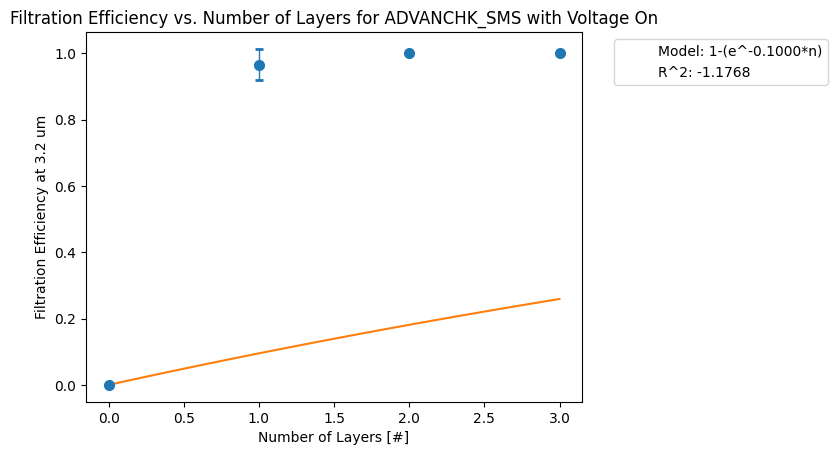 Filtration Efficiency vs. Number of Layers for ADVANCHK_SMS with Voltage On
Model: 1-(e^-0.1000*n)
R^2: -1.1768
Filtration Efficiency at 3.2 um
1.0
0.8
0.6
0.4
0.2
0.0
0.0 0.5 1.0 1.5 2.0 2.5 3.0
Number of Layers [#]